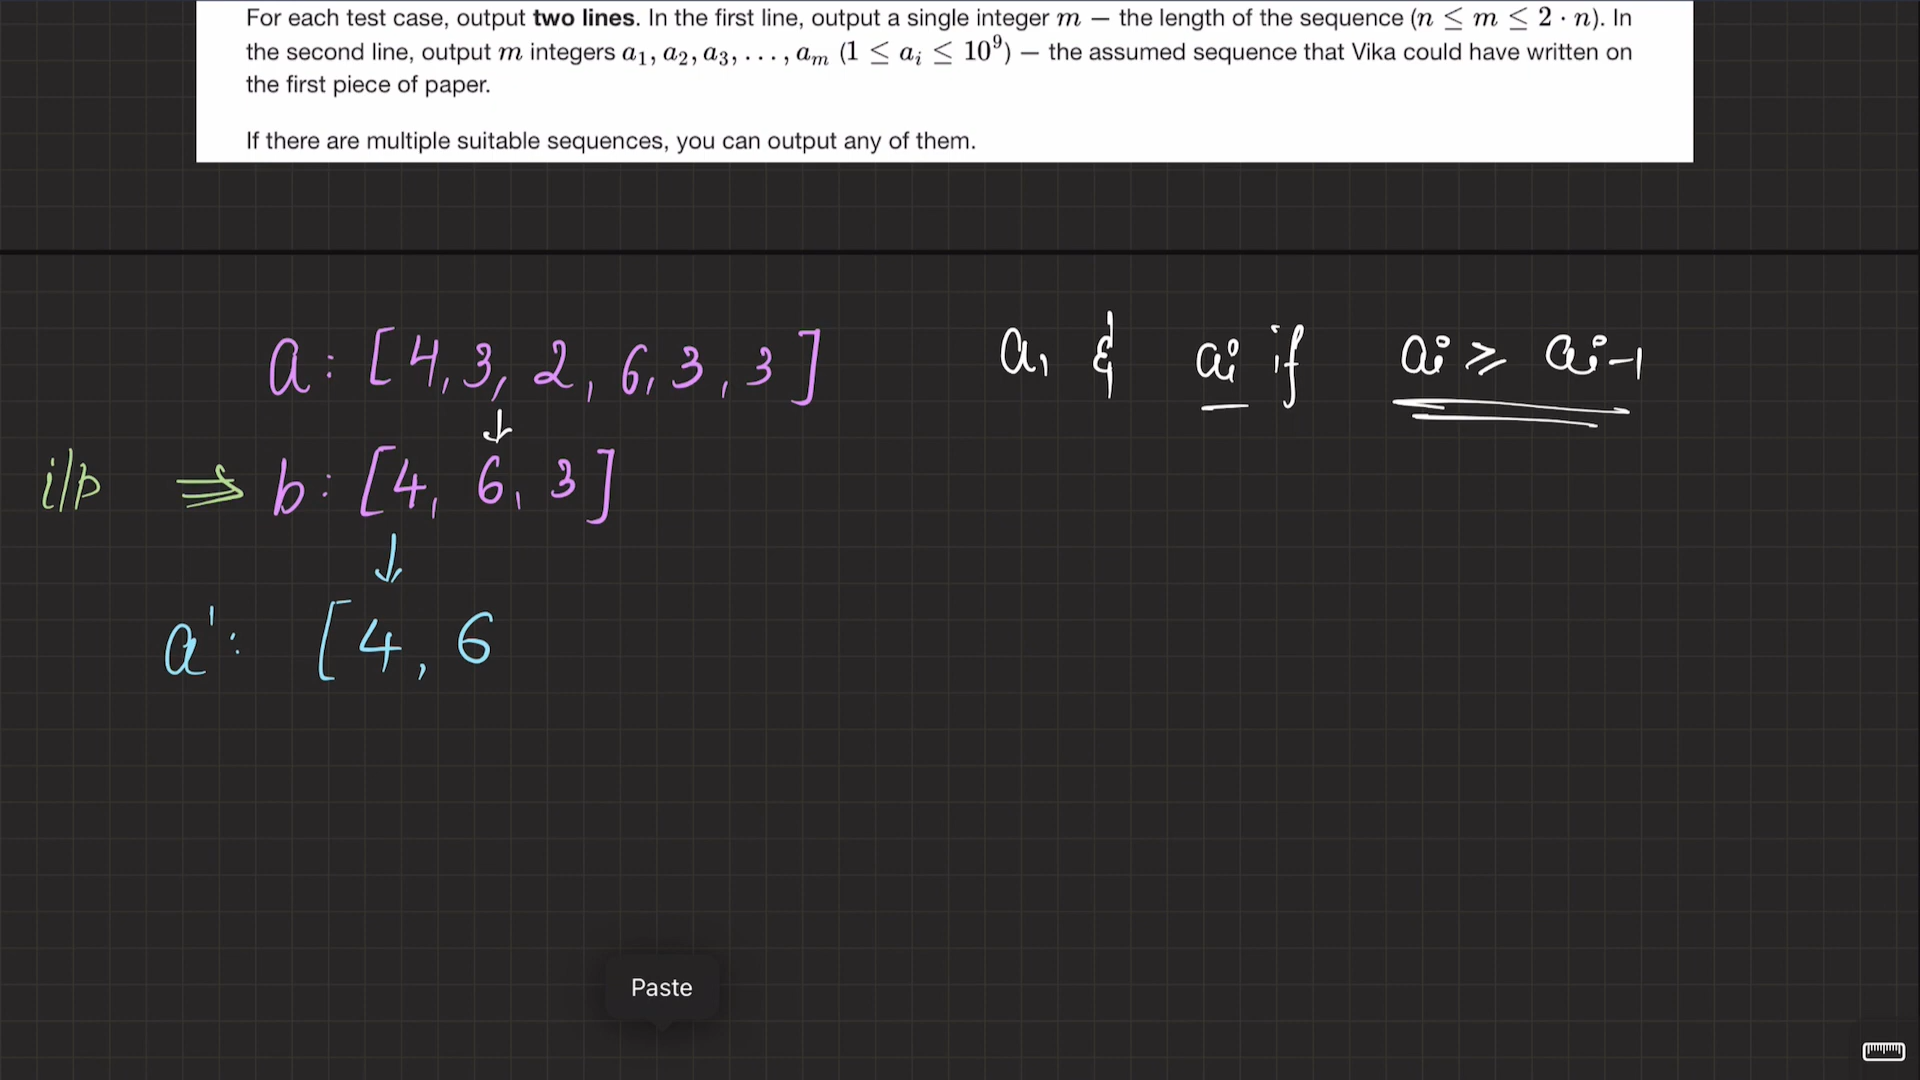 For each test case, output two lines. In the first line, output a single integer m — the length of the sequence (n ≤ m ≤ 2 · n). In
the second line, output m integers a₁, a₂, a₃, . . . , aₘ (1 ≤ aᵢ ≤ 10⁹) — the assumed sequence that Vika could have written on
the first piece of paper.
If there are multiple suitable sequences, you can output any of them.
a: [4, 3, 2, 6, 3, 3]
a₁ & aᵢ if aᵢ ≥ aᵢ₋₁
i/p ⇒ b: [4, 6, 3]
a': [4, 6
Paste